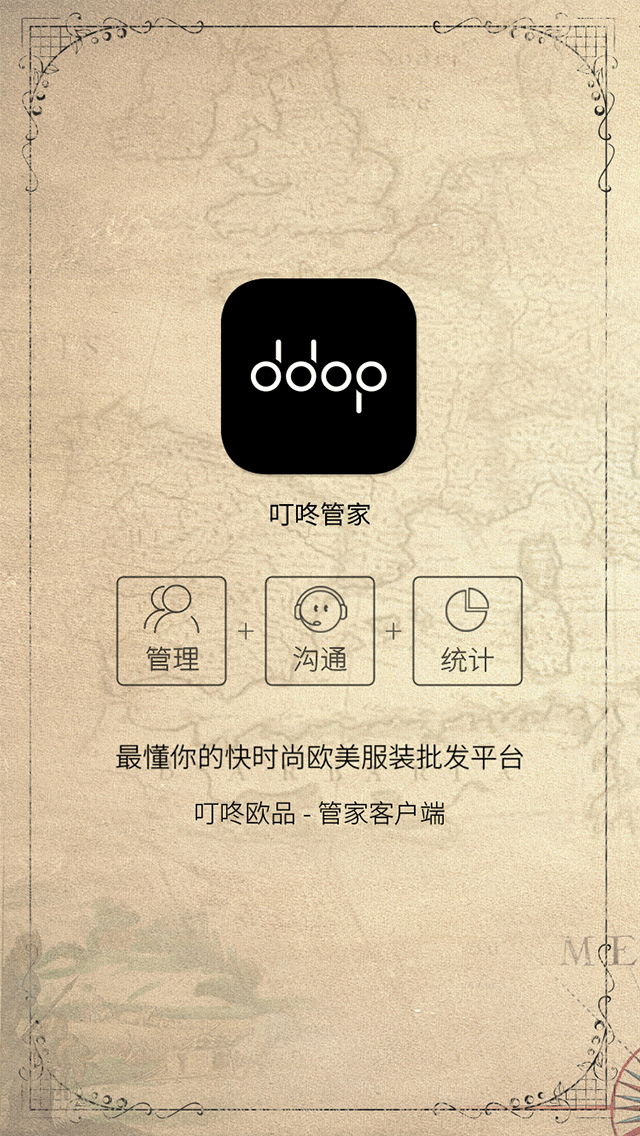 ddop
叮咚管家
管理 + 沟通 + 统计
最懂你的快时尚欧美服装批发平台
叮咚欧品 - 管家客户端
ME